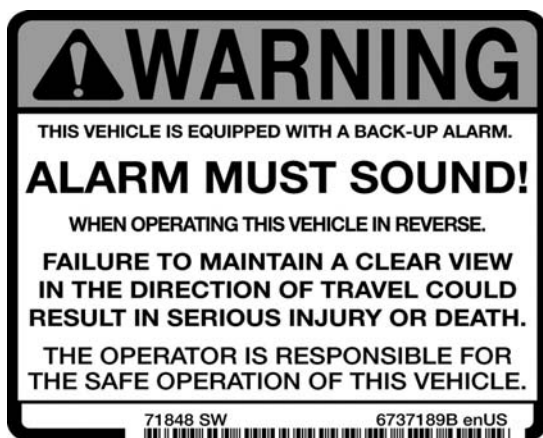 WARNING
THIS VEHICLE IS EQUIPPED WITH A BACK-UP ALARM.
ALARM MUST SOUND!
WHEN OPERATING THIS VEHICLE IN REVERSE.
FAILURE TO MAINTAIN A CLEAR VIEW
IN THE DIRECTION OF TRAVEL COULD
RESULT IN SERIOUS INJURY OR DEATH.
THE OPERATOR IS RESPONSIBLE FOR
THE SAFE OPERATION OF THIS VEHICLE.
71848 SW 6737189B enUS